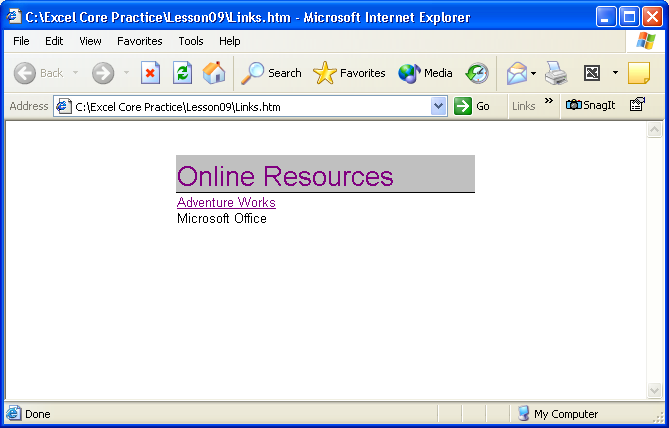 C:\Excel Core Practice\Lesson09\Links.htm - Microsoft Internet Explorer
File Edit View Favorites Tools Help
Back Search Favorites Media
Address C:\Excel Core Practice\Lesson09\Links.htm Go Links » SnagIt
Online Resources
Adventure Works
Microsoft Office
Done My Computer